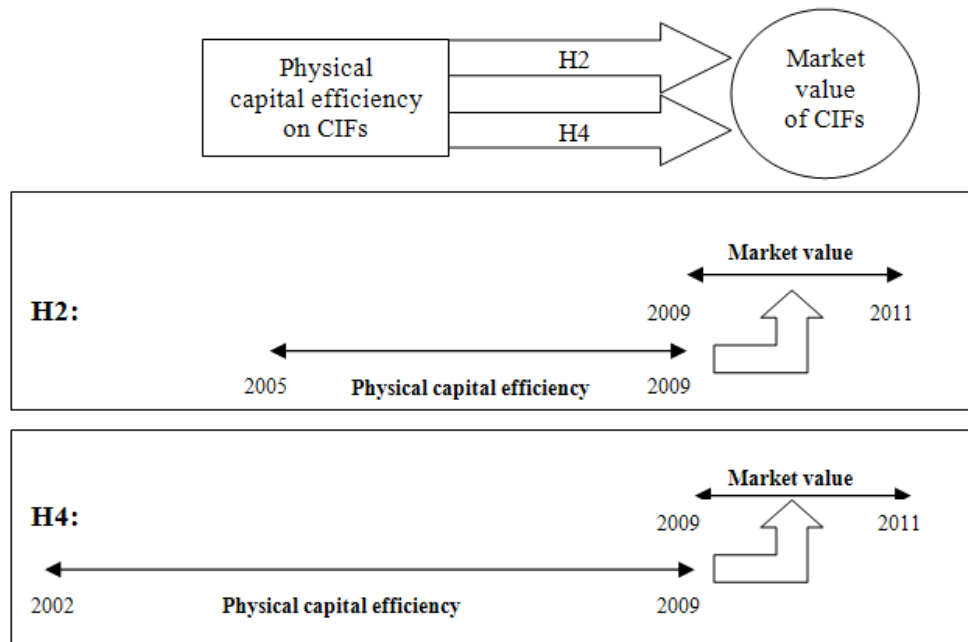 Physical
capital efficiency
on CIFs
H2
H4
Market
value
of CIFs
H2:
Market value
2009
2011
2005
Physical capital efficiency
2009
H4:
Market value
2009
2011
2002
Physical capital efficiency
2009